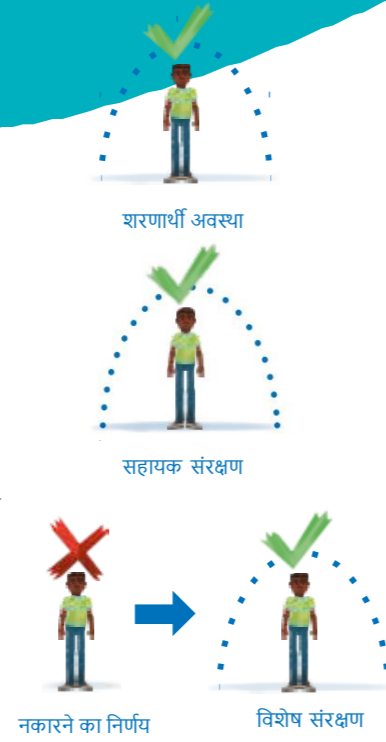 शरणार्थी अवस्था
सहायक संरक्षण
नकारने का निर्णय
विशेष संरक्षण